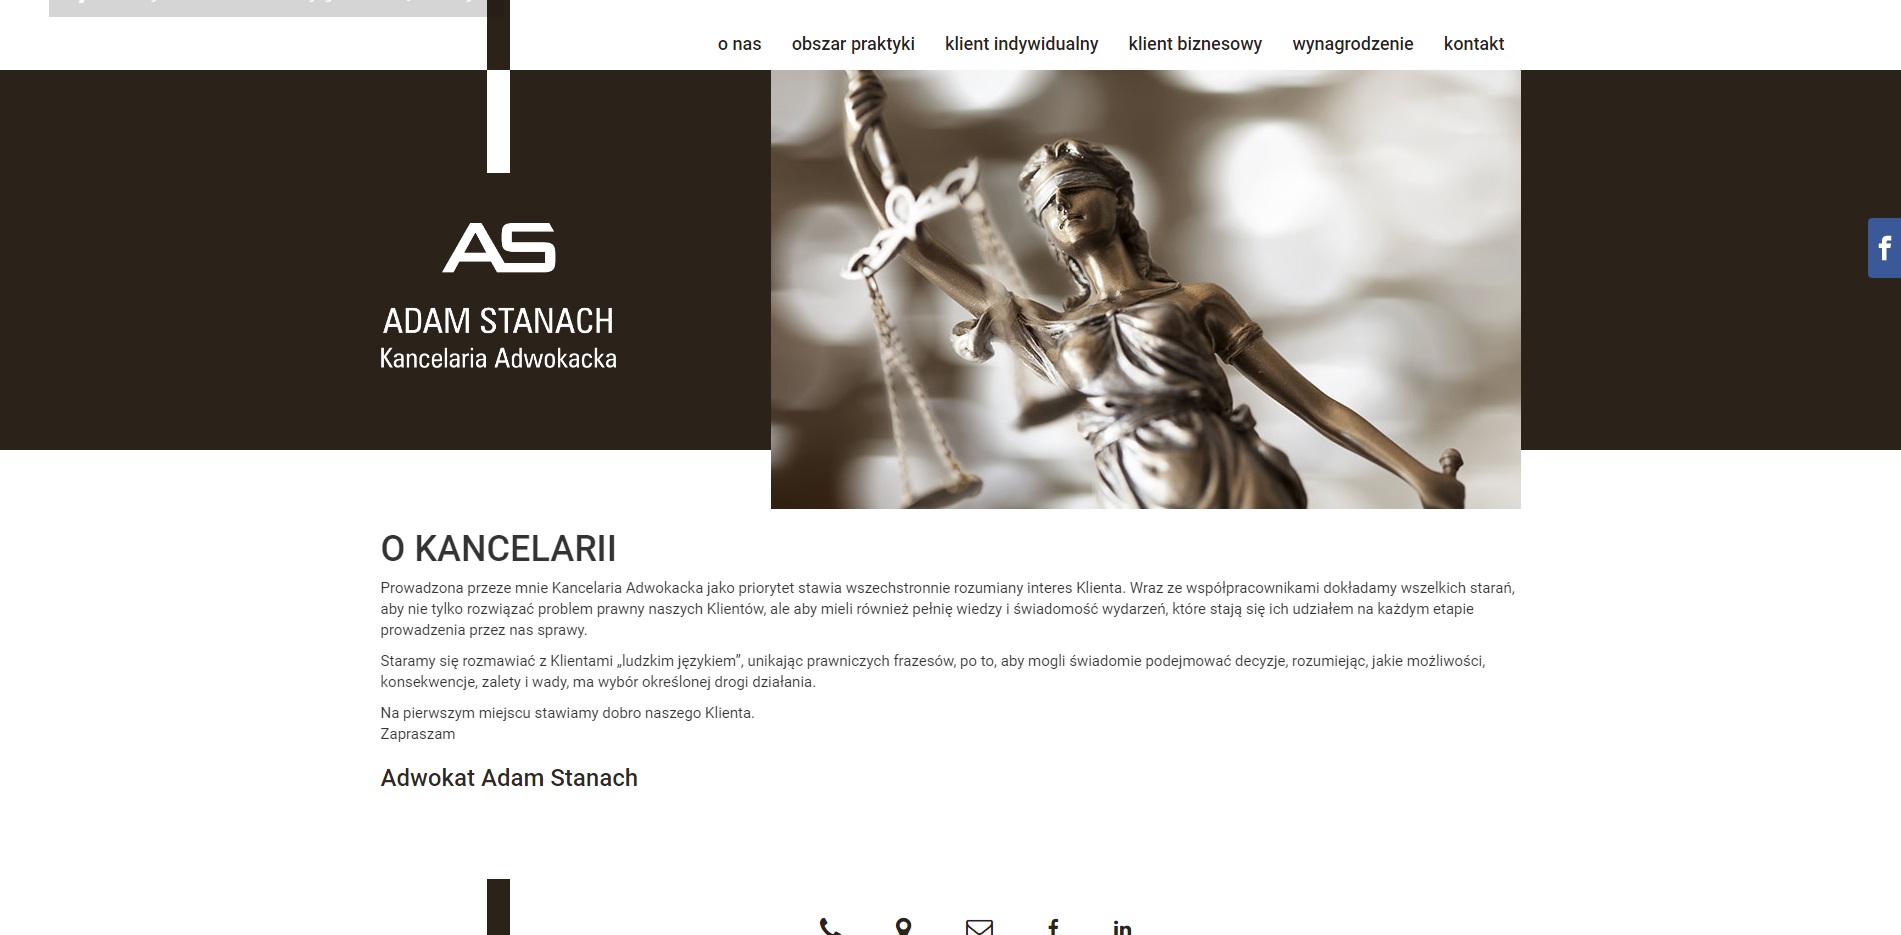 o nas obszar praktyki klient indywidualny klient biznesowy wynagrodzenie kontakt
AS
ADAM STANACH
Kancelaria Adwokacka
O KANCELARII
Prowadzona przeze mnie Kancelaria Adwokacka jako priorytet stawia wszechstronnie rozumiany interes Klienta. Wraz ze współpracownikami dokładamy wszelkich starań,
aby nie tylko rozwiązać problem prawny naszych Klientów, ale aby mieli również pełnię wiedzy i świadomość wydarzeń, które stają się ich udziałem na każdym etapie
prowadzenia przez nas sprawy.
Staramy się rozmawiać z Klientami „ludzkim językiem”, unikając prawniczych frazesów, po to, aby mogli świadomie podejmować decyzje, rozumiejąc, jakie możliwości,
konsekwencje, zalety i wady, ma wybór określonej drogi działania.
Na pierwszym miejscu stawiamy dobro naszego Klienta.
Zapraszam
Adwokat Adam Stanach